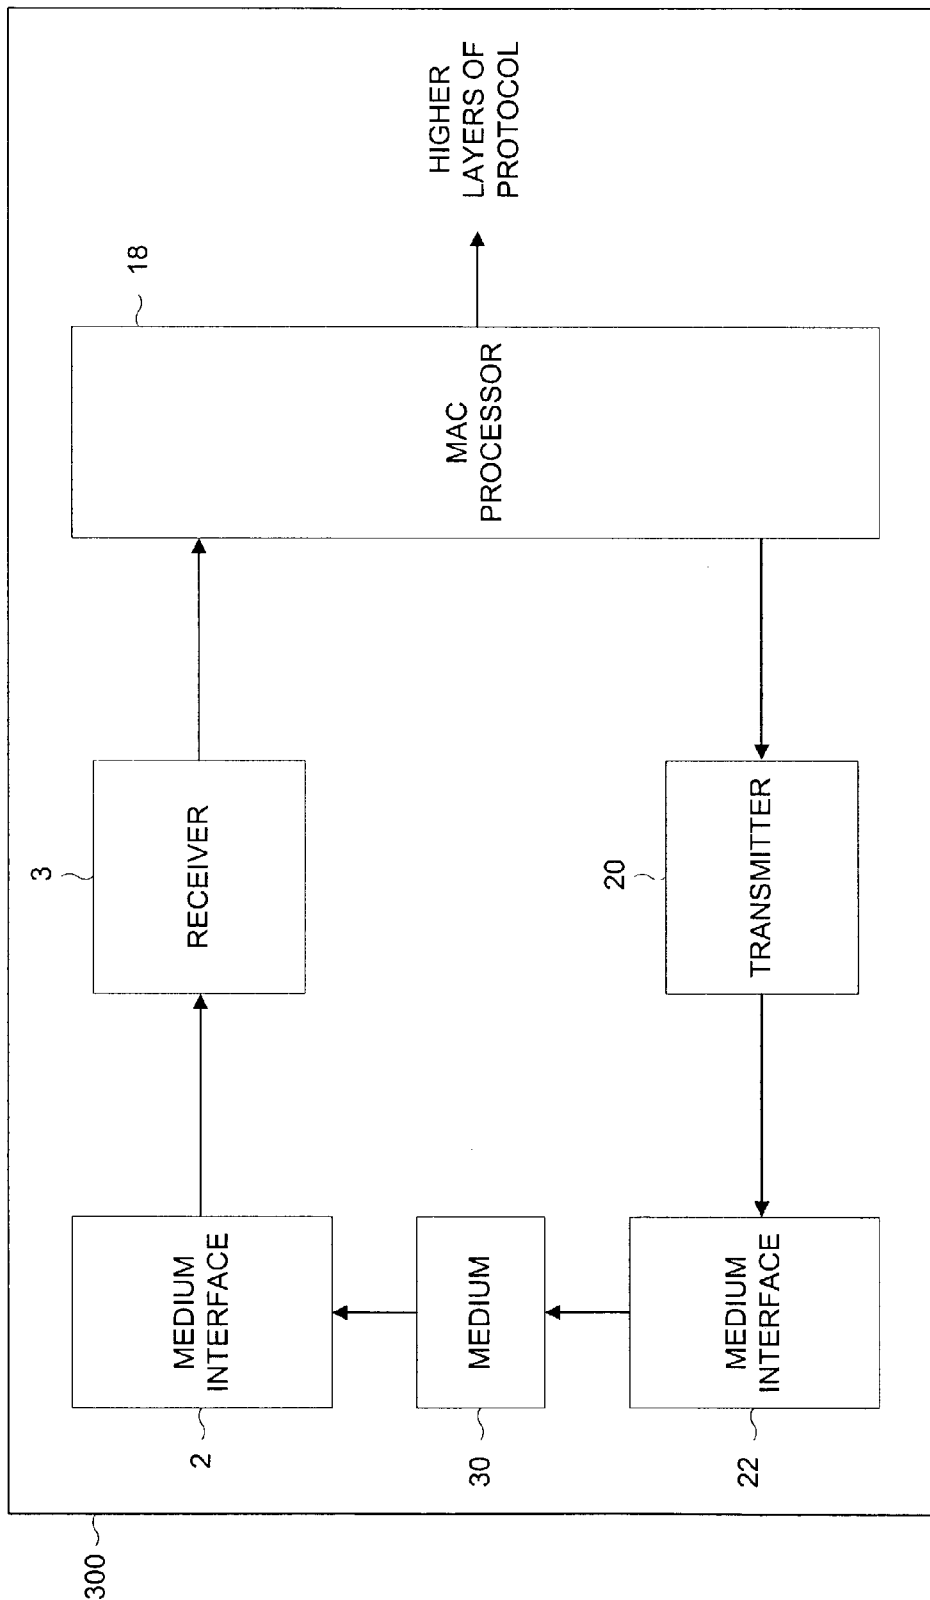 300
2
MEDIUM
INTERFACE
3
RECEIVER
18
MAC
PROCESSOR
HIGHER
LAYERS OF
PROTOCOL
30
MEDIUM
22
MEDIUM
INTERFACE
20
TRANSMITTER